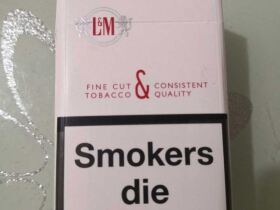 L&M
FINE CUT & CONSISTENT
TOBACCO QUALITY
Smokers
die